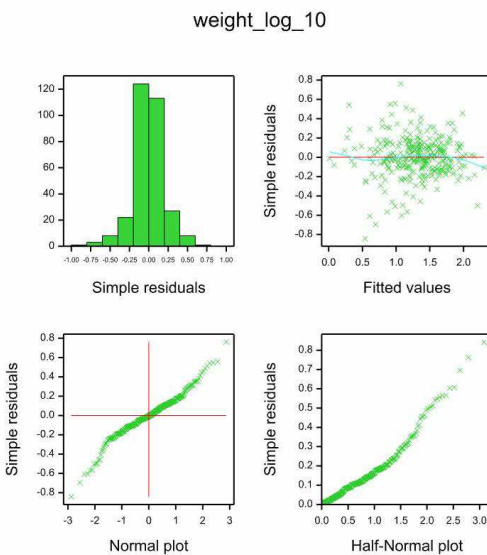 weight_log_10
120
100
80
60
40
20
0
-1.00 -0.75 -0.50 -0.25 0.00 0.25 0.50 0.75 1.00
Simple residuals
Simple residuals
0.8
0.6
0.4
0.2
0.0
-0.2
-0.4
-0.6
-0.8
0.0 0.5 1.0 1.5 2.0
Fitted values
Simple residuals
0.8
0.6
0.4
0.2
0.0
-0.2
-0.4
-0.6
-0.8
-3 -2 -1 0 1 2 3
Normal plot
Simple residuals
0.8
0.7
0.6
0.5
0.4
0.3
0.2
0.1
0.0
0.0 0.5 1.0 1.5 2.0 2.5 3.0
Half-Normal plot